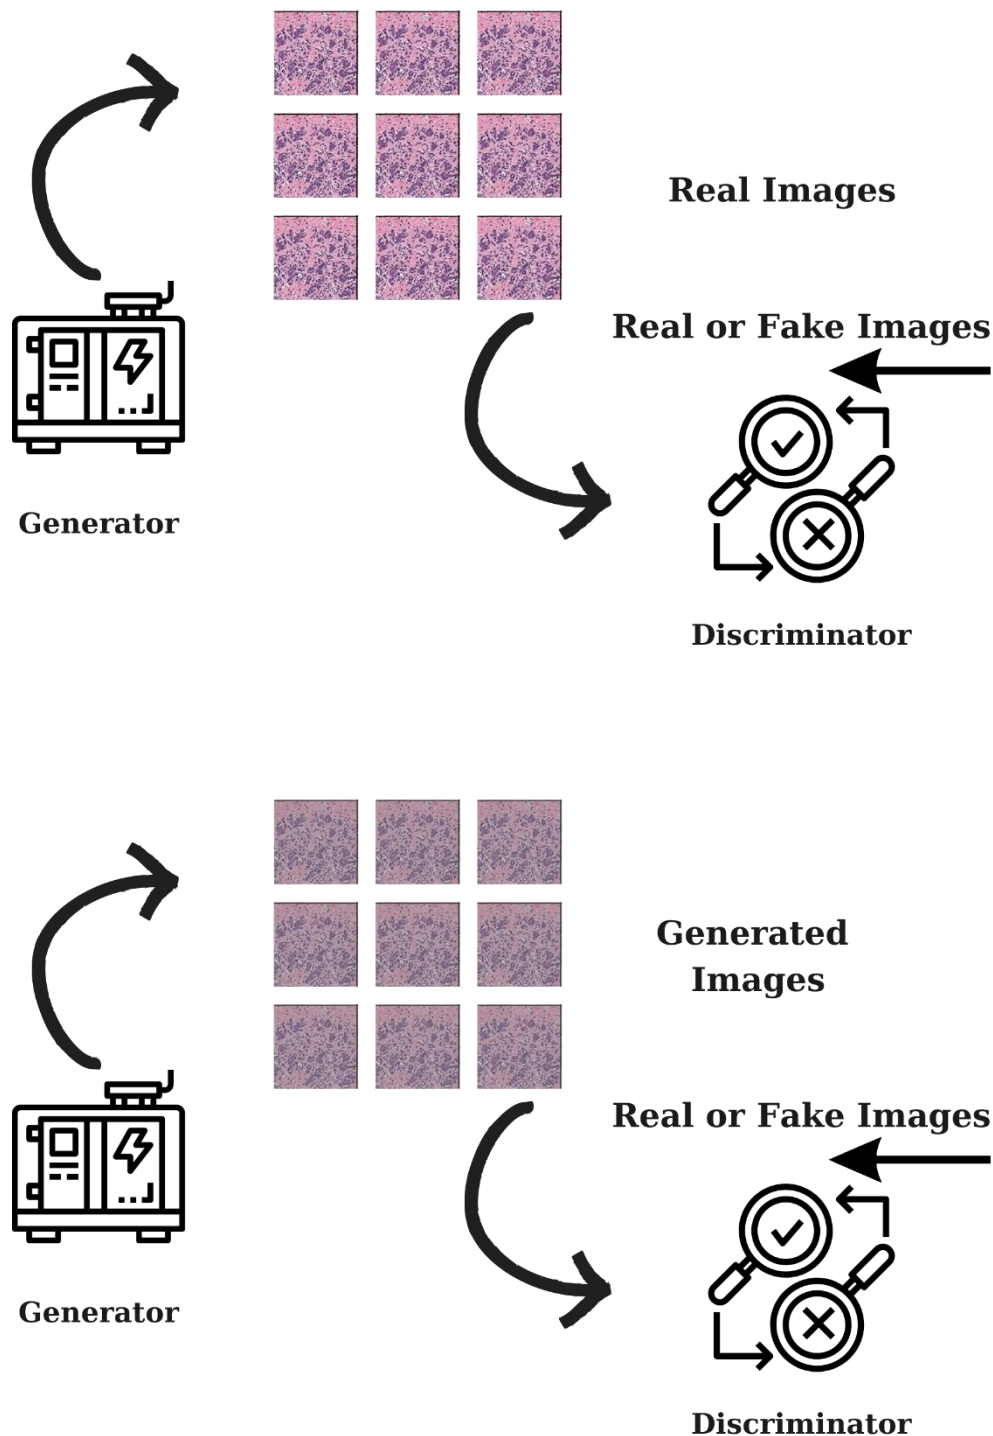 Real Images
Real or Fake Images
Generator
Discriminator
Generated
Images
Real or Fake Images
Generator
Discriminator